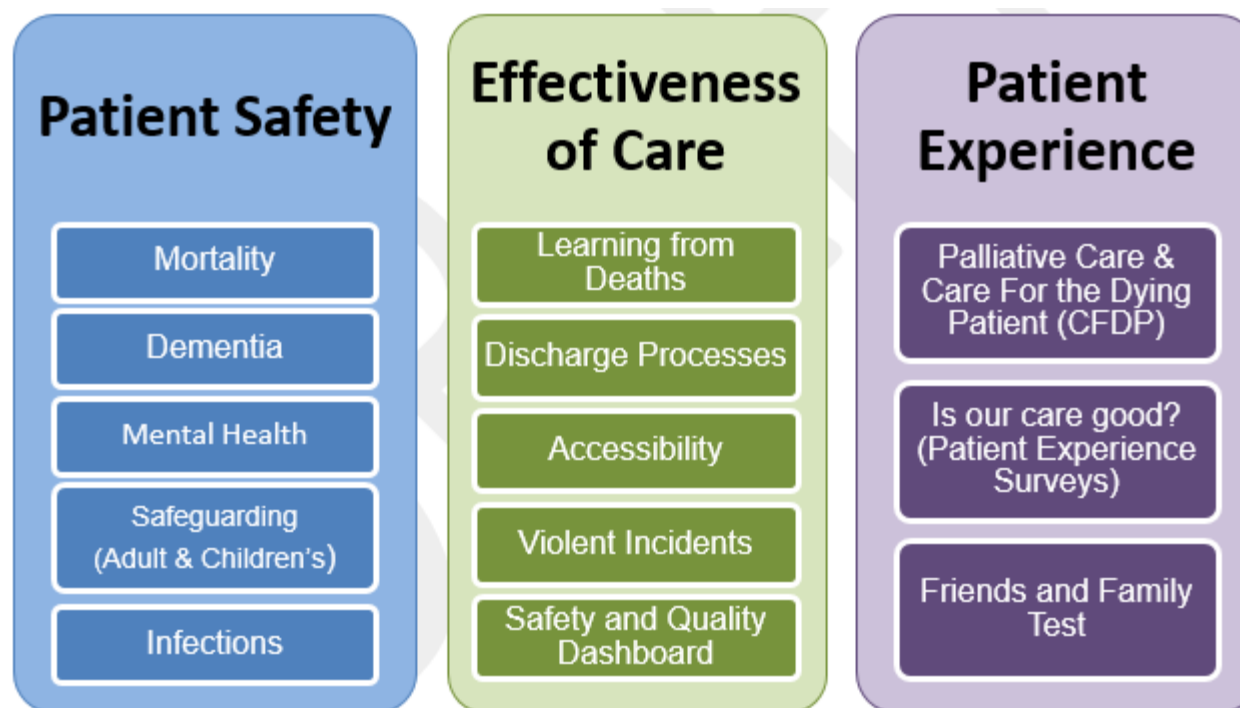 Patient Safety
Mortality
Dementia
Mental Health
Safeguarding
(Adult & Children's)
Infections
Effectiveness
of Care
Learning from
Deaths
Discharge Processes
Accessibility
Violent Incidents
Safety and Quality
Dashboard
Patient
Experience
Palliative Care &
Care For the Dying
Patient (CFDP)
Is our care good?
(Patient Experience
Surveys)
Friends and Family
Test